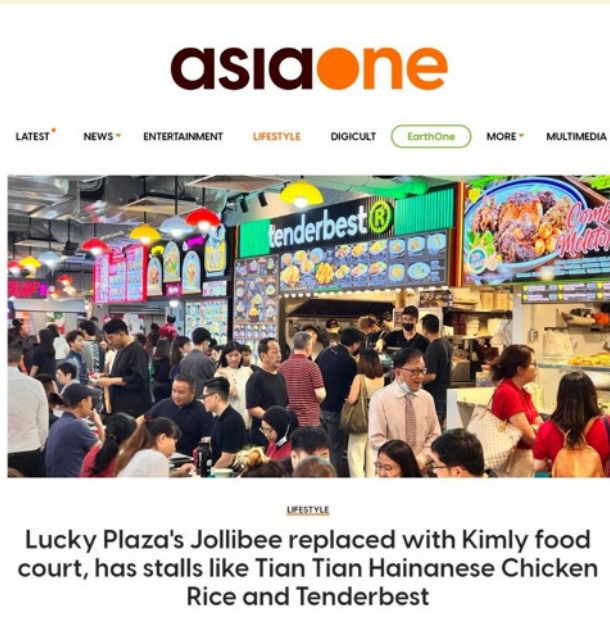 asiaone
LATEST NEWS ENTERTAINMENT LIFESTYLE DIGICULT EarthOne MORE MULTIMEDIA
tenderbest®
LIFESTYLE
Lucky Plaza's Jollibee replaced with Kimly food
court, has stalls like Tian Tian Hainanese Chicken
Rice and Tenderbest